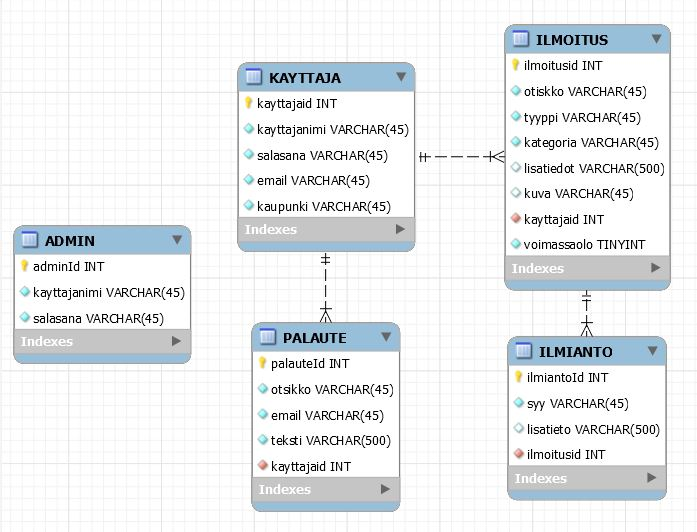 KAYTTAJA
kayttajaid INT
kayttajanimi VARCHAR(45)
salasana VARCHAR(45)
email VARCHAR(45)
kaupunki VARCHAR(45)
Indexes
ILMOITUS
ilmoitusid INT
otiskko VARCHAR(45)
tyyppi VARCHAR(45)
kategoria VARCHAR(45)
lisatiedot VARCHAR(500)
kuva VARCHAR(45)
kayttajaid INT
voimassaolo TINYINT
Indexes
ADMIN
adminId INT
kayttajanimi VARCHAR(45)
salasana VARCHAR(45)
Indexes
PALAUTE
palauteId INT
otsikko VARCHAR(45)
email VARCHAR(45)
teksti VARCHAR(500)
kayttajaid INT
Indexes
ILMIANTO
ilmiantoId INT
syy VARCHAR(45)
lisatieto VARCHAR(500)
ilmoitusid INT
Indexes